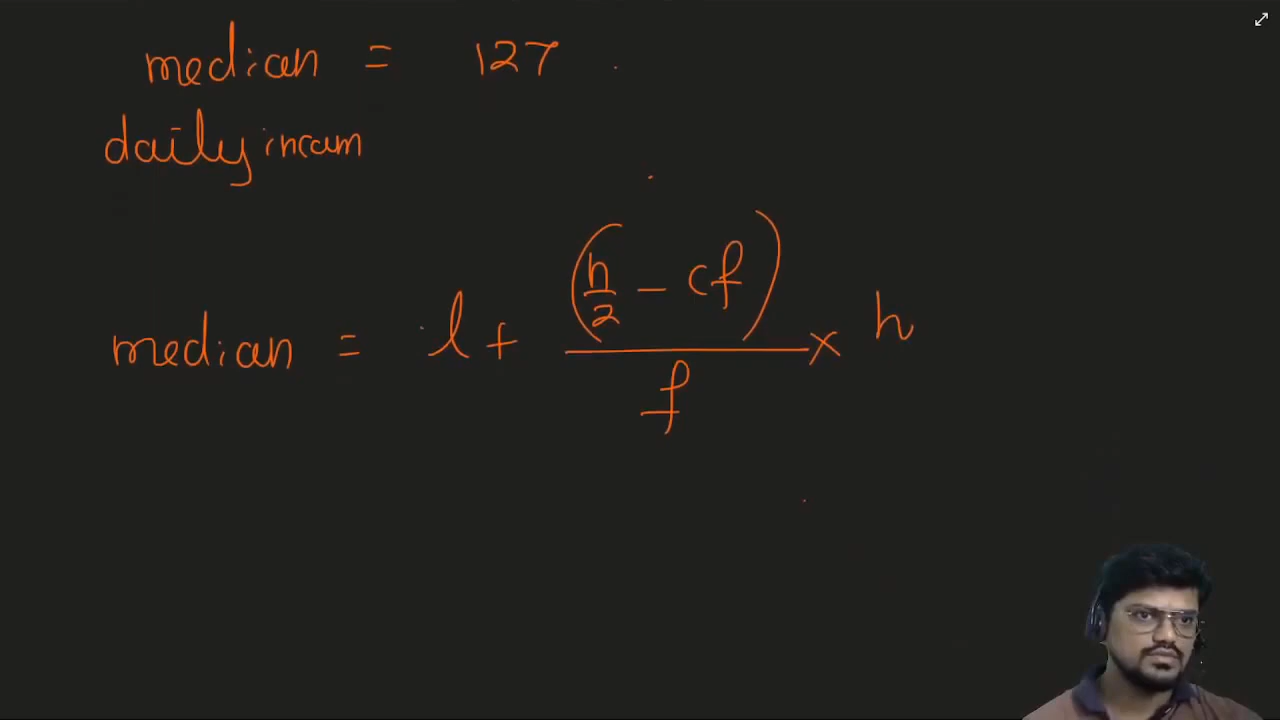 median = 127
daily incam
median = l + (n/2 - cf)/f × h